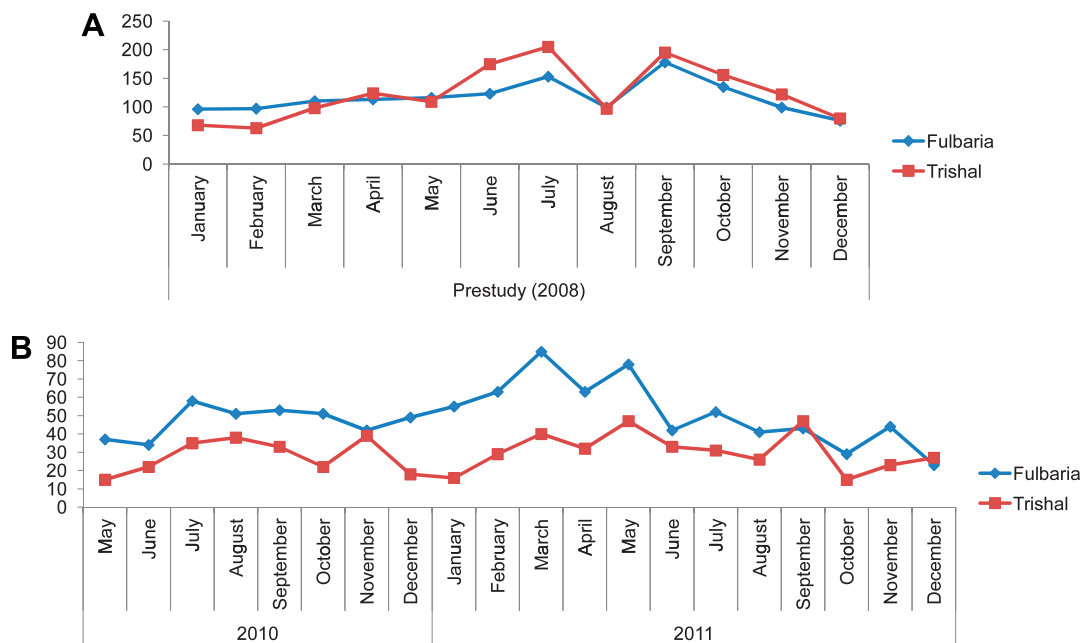 A
250
200
150
100
50
0
January
February
March
April
May
June
July
August
September
October
November
December
Prestudy (2008)
Fulbaria
Trishal
B
90
80
70
60
50
40
30
20
10
0
May
June
July
August
September
October
November
December
January
February
March
April
May
June
July
August
September
October
November
December
2010
2011
Fulbaria
Trishal